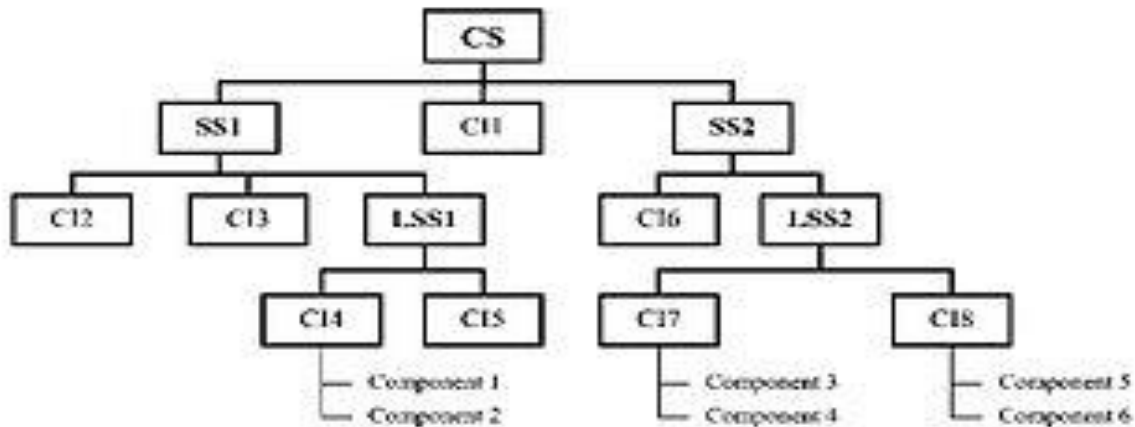 CS
SS1 CI1 SS2
CI2 CI3 LSS1 CI6 LSS2
CI4 CI5 CI7 CI8
Component 1 Component 3 Component 5
Component 2 Component 4 Component 6